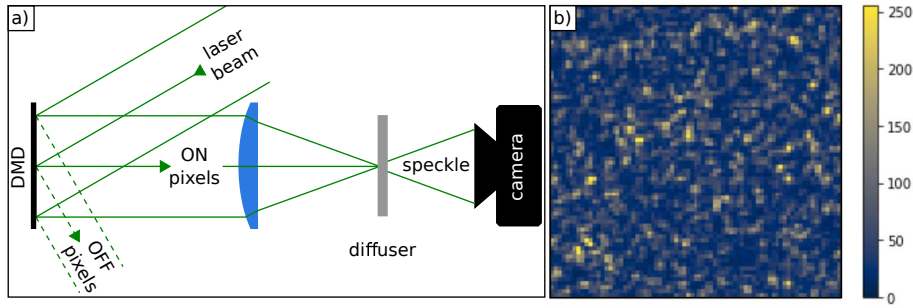 a)
laser
beam
DMD
ON
pixels
OFF
pixels
speckle
camera
diffuser
b)
250
200
150
100
50
0